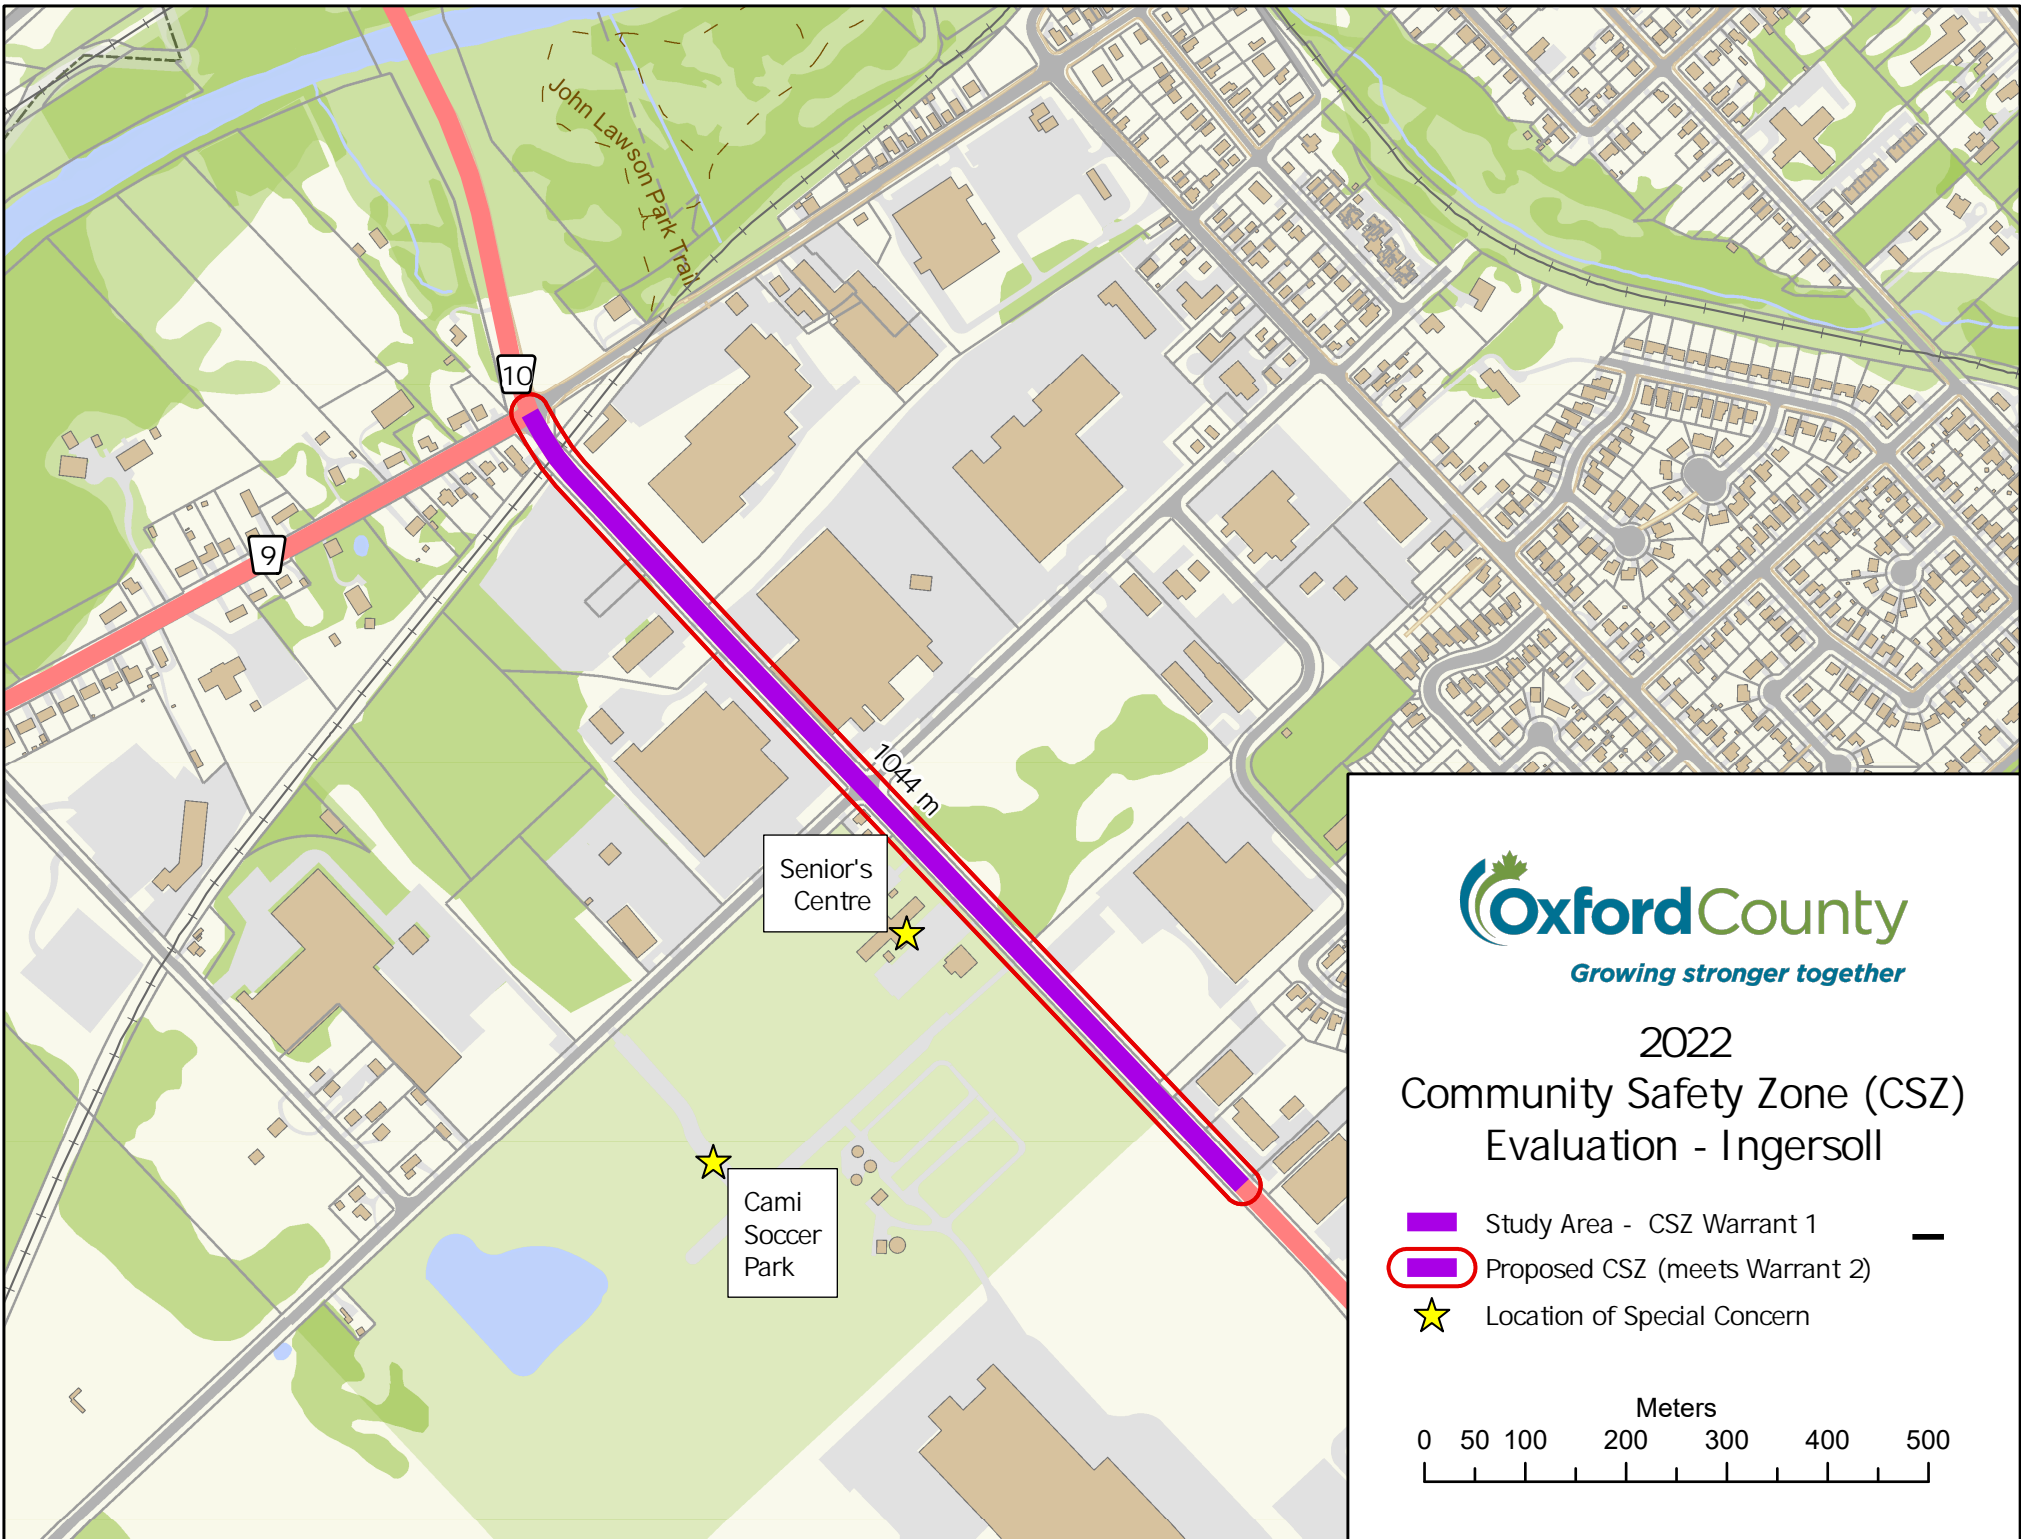 John Lawson Park Trail
10
9
1044 m
Senior's
Centre
Cami
Soccer
Park
OxfordCounty
Growing stronger together
2022
Community Safety Zone (CSZ)
Evaluation - Ingersoll
Study Area - CSZ Warrant 1
Proposed CSZ (meets Warrant 2)
Location of Special Concern
Meters
0 50 100 200 300 400 500